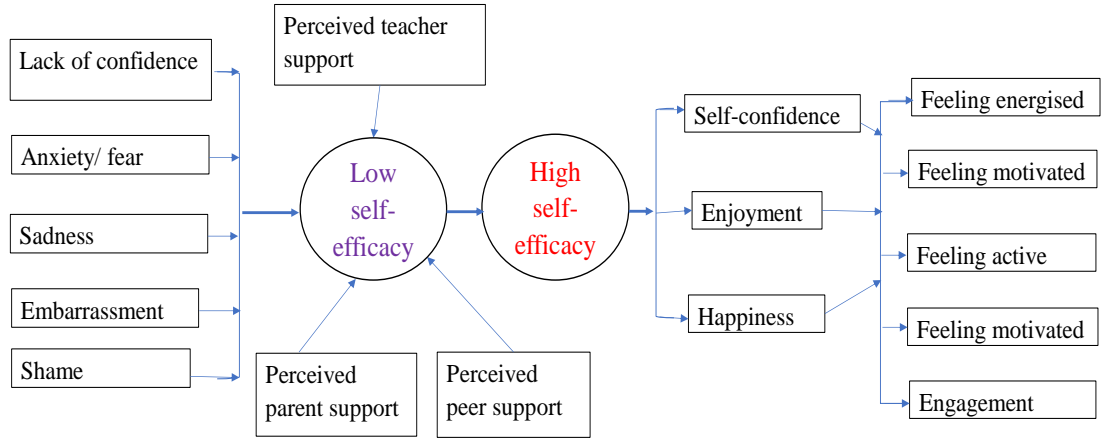 Lack of confidence
Anxiety/ fear
Sadness
Embarrassment
Shame
Perceived teacher
support
Low
self-
efficacy
Perceived
parent support
Perceived
peer support
High
self-
efficacy
Self-confidence
Enjoyment
Happiness
Feeling energised
Feeling motivated
Feeling active
Feeling motivated
Engagement